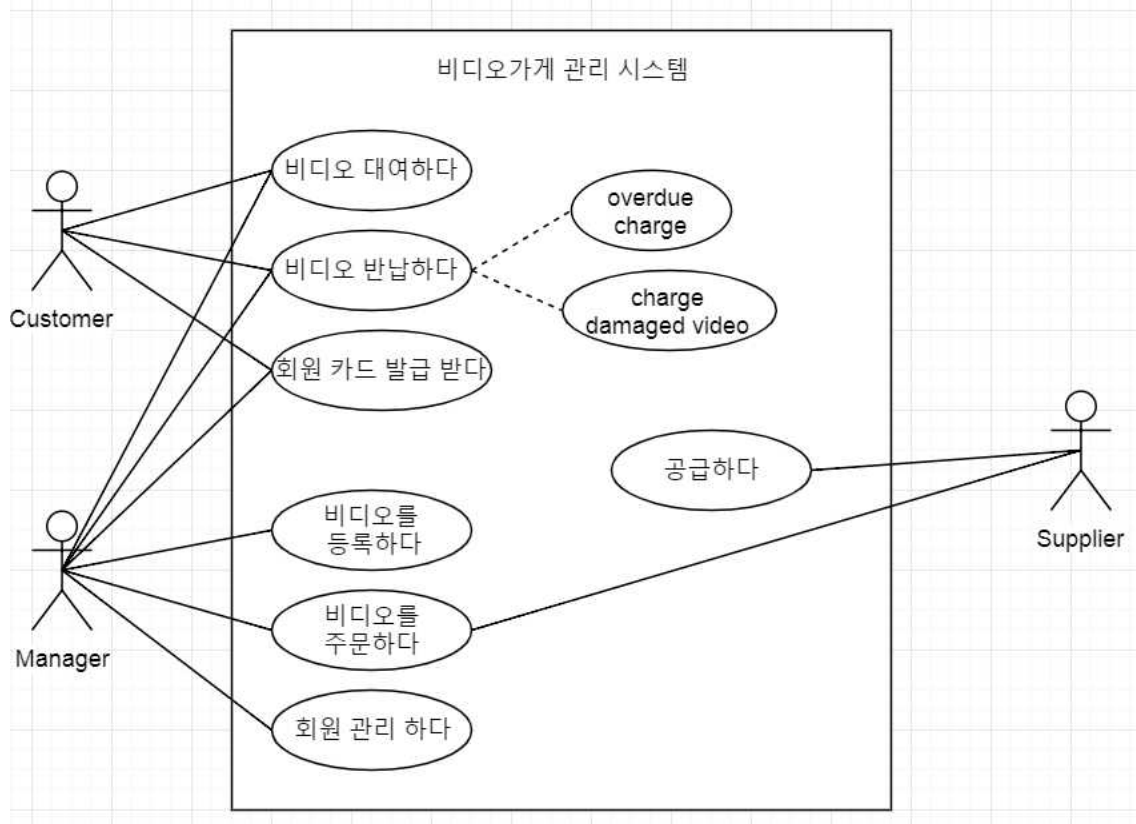 비디오가게 관리 시스템
비디오 대여하다
overdue
charge
비디오 반납하다
charge
damaged video
Customer
회원 카드 발급 받다
공급하다
비디오를
등록하다
Supplier
비디오를
주문하다
Manager
회원 관리 하다